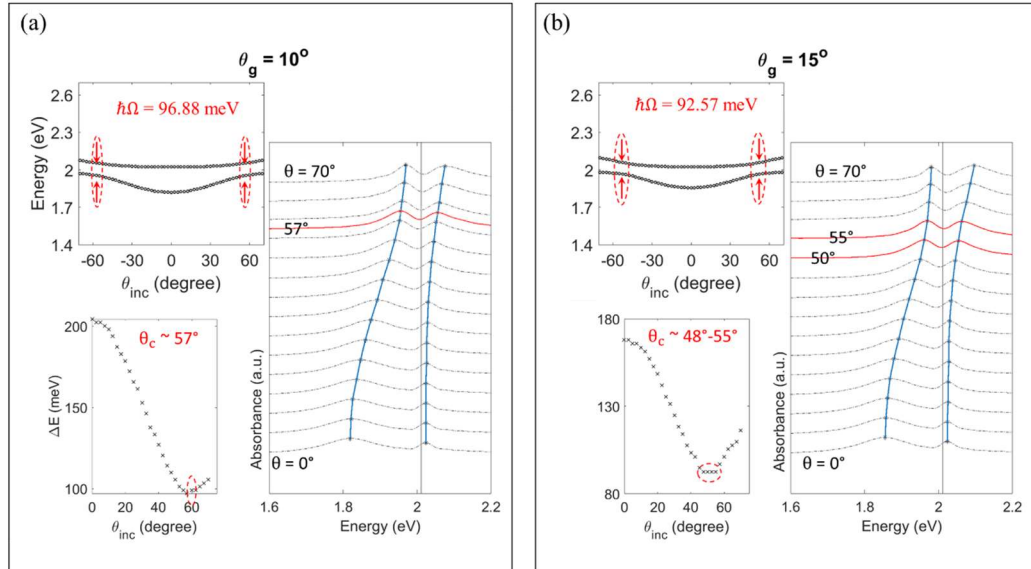 (a)
θg = 10°
Energy (eV)
2.6
2.3
2
1.7
1.4
ħΩ = 96.88 meV
-60 -30 0 30 60
θinc (degree)
ΔE (meV)
200
150
100
θc ~ 57°
0 20 40 60
θinc (degree)
Absorbance (a.u.)
θ = 70°
57°
θ = 0°
1.6 1.8 2 2.2
Energy (eV)
(b)
θg = 15°
2.6
2.3
2
1.7
1.4
ħΩ = 92.57 meV
-60 -30 0 30 60
θinc (degree)
180
130
80
θc ~ 48°-55°
0 20 40 60
θinc (degree)
Absorbance (a.u.)
θ = 70°
55°
50°
θ = 0°
1.6 1.8 2 2.2
Energy (eV)